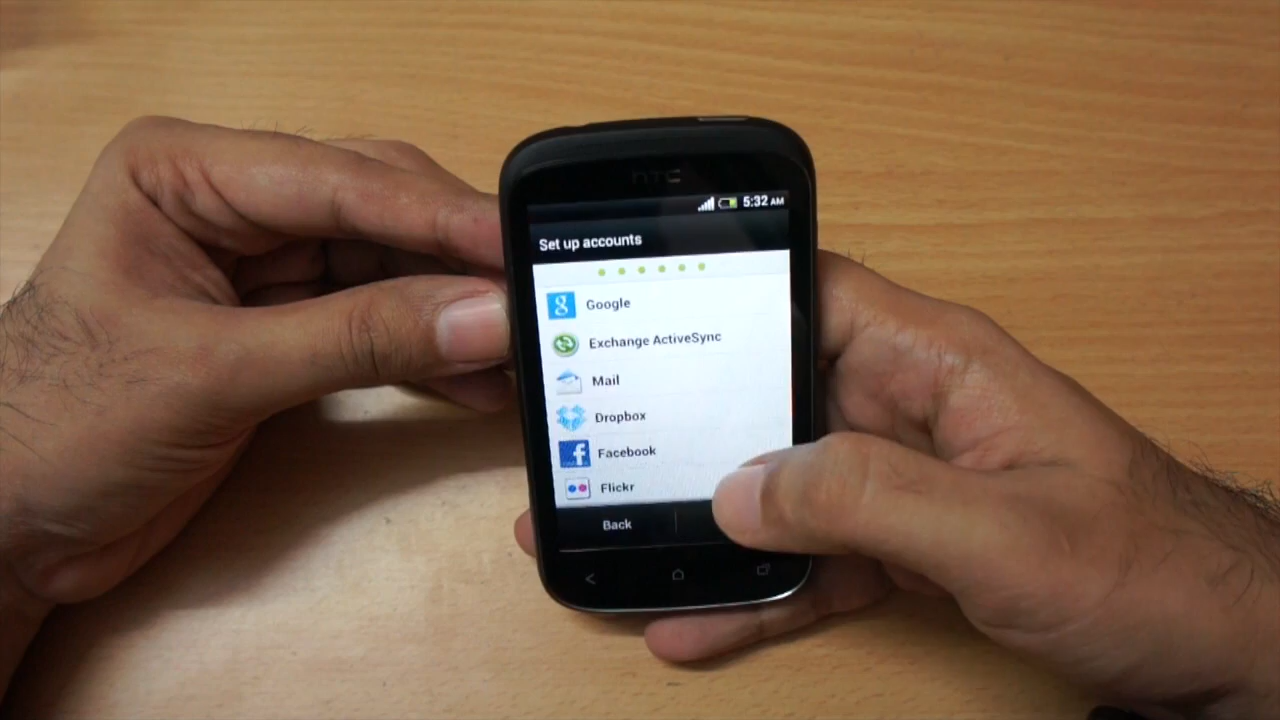 hTC
5:32 AM
Set up accounts
Google
Exchange ActiveSync
Mail
Dropbox
Facebook
Flickr
Back